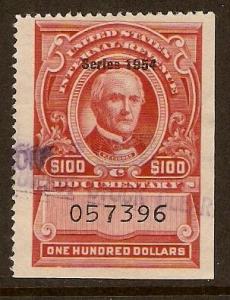 UNITED STATES
INTERNAL REVENUE
Series 1954
$100 $100
C
DOCUMENTARY
057396
ONE HUNDRED DOLLARS